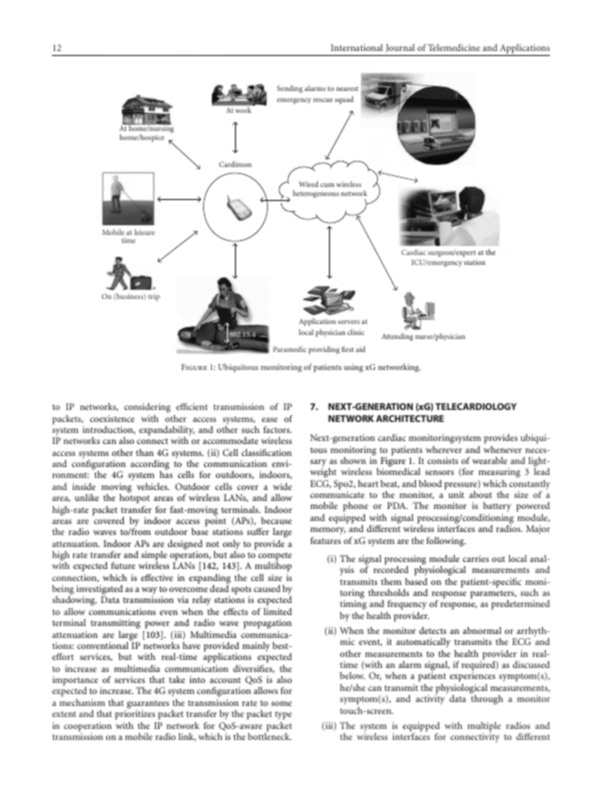 12
International Journal of Telemedicine and Applications
Sending alarms to nearest
emergency rescue squad
At work
At home/nursing
home/hospice
Cardimon
Wired cum wireless
heterogeneous network
Mobile at leisure
time
Cardiac surgeon/expert at the
ICU/emergency station
On (business) trip
802.15.4
Application servers at
local physician clinic
Attending nurse/physician
Paramedic providing first aid
Figure 1: Ubiquitous monitoring of patients using xG networking.
to IP networks, considering efficient transmission of IP
packets, coexistence with other access systems, ease of
system introduction, expandability, and other such factors.
IP networks can also connect with or accommodate wireless
access systems other than 4G systems. (ii) Cell classification
and configuration according to the communication envi-
ronment: the 4G system has cells for outdoors, indoors,
and inside moving vehicles. Outdoor cells cover a wide
area, unlike the hotspot areas of wireless LANs, and allow
high-rate packet transfer for fast-moving terminals. Indoor
areas are covered by indoor access point (APs), because
the radio waves to/from outdoor base stations suffer large
attenuation. Indoor APs are designed not only to provide a
high rate transfer and simple operation, but also to compete
with expected future wireless LANs [142, 143]. A multihop
connection, which is effective in expanding the cell size is
being investigated as a way to overcome dead spots caused by
shadowing. Data transmission via relay stations is expected
to allow communications even when the effects of limited
terminal transmitting power and radio wave propagation
attenuation are large [103]. (iii) Multimedia communica-
tions: conventional IP networks have provided mainly best-
effort services, but with real-time applications expected
to increase as multimedia communication diversifies, the
importance of services that take into account QoS is also
expected to increase. The 4G system configuration allows for
a mechanism that guarantees the transmission rate to some
extent and that prioritizes packet transfer by the packet type
in cooperation with the IP network for QoS-aware packet
transmission on a mobile radio link, which is the bottleneck.
7. NEXT-GENERATION (xG) TELECARDIOLOGY
NETWORK ARCHITECTURE
Next-generation cardiac monitoringsystem provides ubiqui-
tous monitoring to patients wherever and whenever neces-
sary as shown in Figure 1. It consists of wearable and light-
weight wireless biomedical sensors (for measuring 3 lead
ECG, Spo2, heart beat, and blood pressure) which constantly
communicate to the monitor, a unit about the size of a
mobile phone or PDA. The monitor is battery powered
and equipped with signal processing/conditioning module,
memory, and different wireless interfaces and radios. Major
features of xG system are the following.
(i) The signal processing module carries out local anal-
ysis of recorded physiological measurements and
transmits them based on the patient-specific moni-
toring thresholds and response parameters, such as
timing and frequency of response, as predetermined
by the health provider.
(ii) When the monitor detects an abnormal or arrhyth-
mic event, it automatically transmits the ECG and
other measurements to the health provider in real-
time (with an alarm signal, if required) as discussed
below. Or, when a patient experiences symptom(s),
he/she can transmit the physiological measurements,
symptom(s), and activity data through a monitor
touch-screen.
(iii) The system is equipped with multiple radios and
the wireless interfaces for connectivity to different